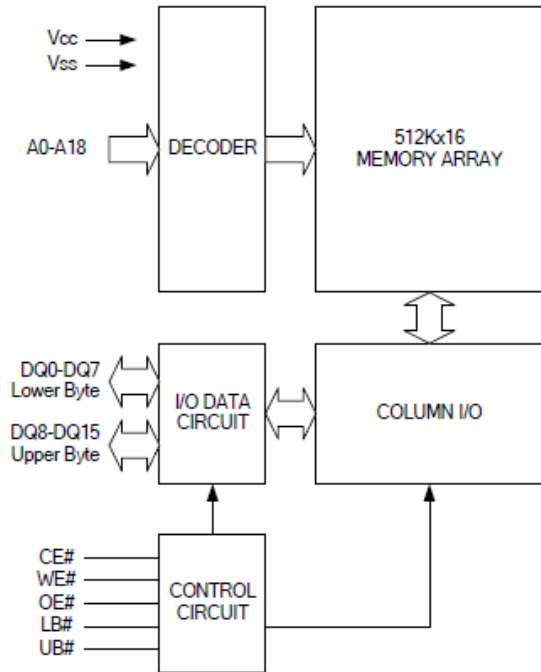 Vcc
Vss
A0-A18
DECODER
512Kx16
MEMORY ARRAY
DQ0-DQ7
Lower Byte
DQ8-DQ15
Upper Byte
I/O DATA
CIRCUIT
COLUMN I/O
CE#
WE#
OE#
LB#
UB#
CONTROL
CIRCUIT